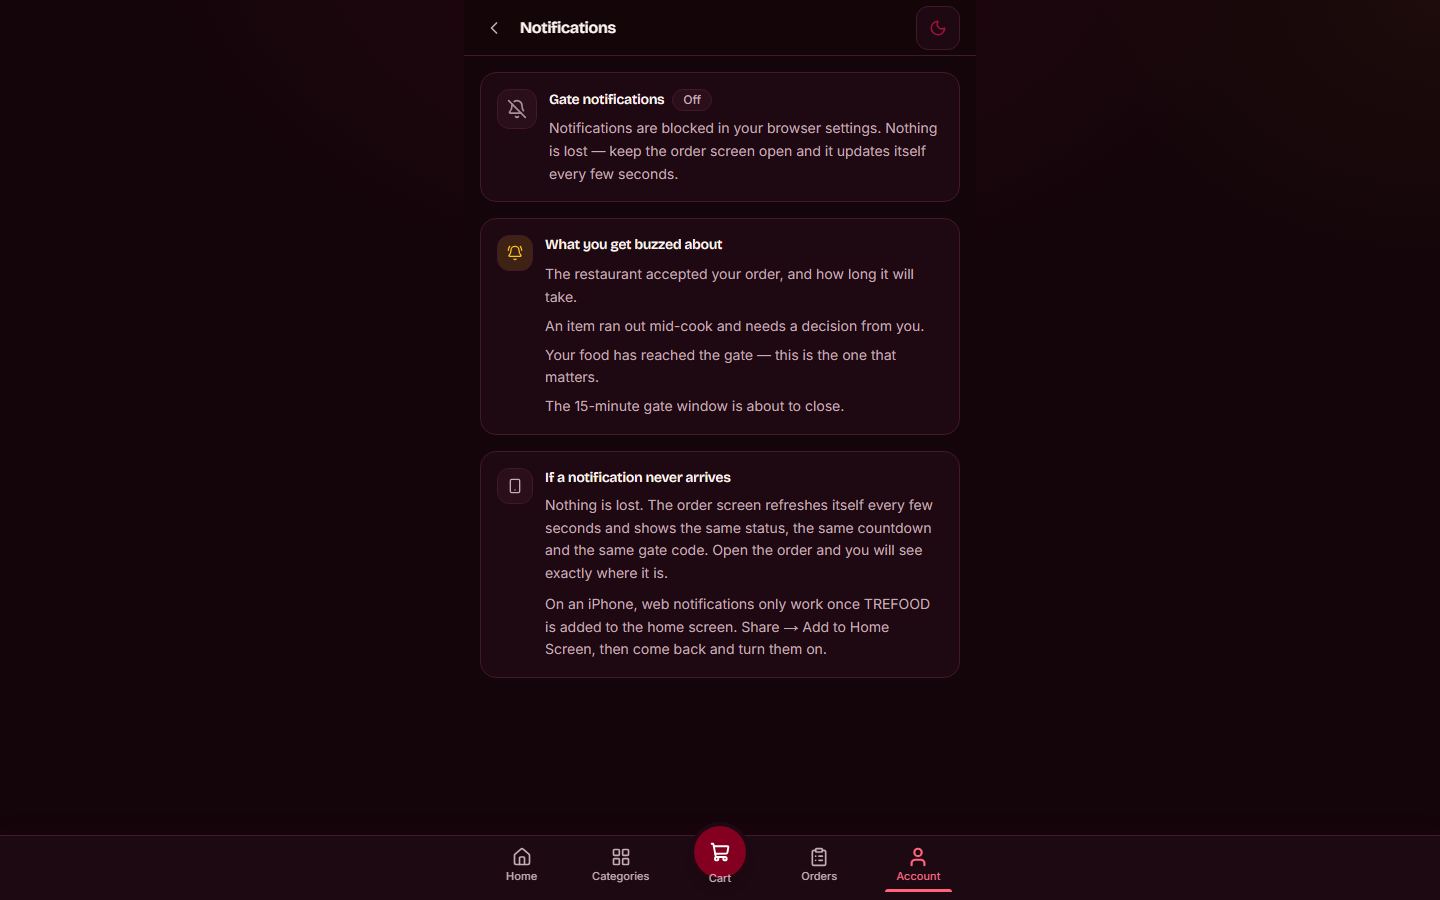 Notifications
Gate notifications Off
Notifications are blocked in your browser settings. Nothing
is lost — keep the order screen open and it updates itself
every few seconds.
What you get buzzed about
The restaurant accepted your order, and how long it will
take.
An item ran out mid-cook and needs a decision from you.
Your food has reached the gate — this is the one that
matters.
The 15-minute gate window is about to close.
If a notification never arrives
Nothing is lost. The order screen refreshes itself every few
seconds and shows the same status, the same countdown
and the same gate code. Open the order and you will see
exactly where it is.
On an iPhone, web notifications only work once TREFOOD
is added to the home screen. Share → Add to Home
Screen, then come back and turn them on.
Home Categories Cart Orders Account